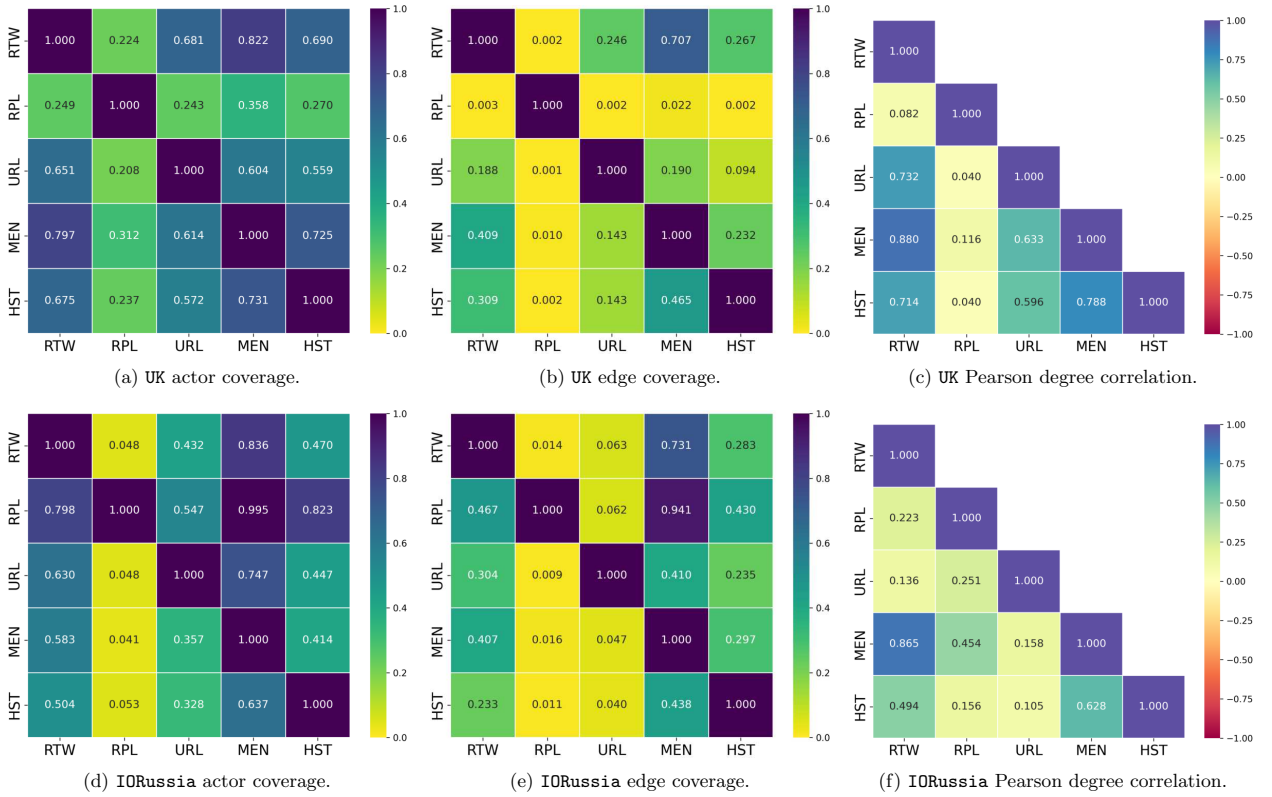 RTW
1.000 0.224 0.681 0.822 0.690
RPL
0.249 1.000 0.243 0.358 0.270
URL
0.651 0.208 1.000 0.604 0.559
MEN
0.797 0.312 0.614 1.000 0.725
HST
0.675 0.237 0.572 0.731 1.000
RTW RPL URL MEN HST
1.0
0.8
0.6
0.4
0.2
0.0
(a) UK actor coverage.
RTW
1.000 0.002 0.246 0.707 0.267
RPL
0.003 1.000 0.002 0.022 0.002
URL
0.188 0.001 1.000 0.190 0.094
MEN
0.409 0.010 0.143 1.000 0.232
HST
0.309 0.002 0.143 0.465 1.000
RTW RPL URL MEN HST
1.0
0.8
0.6
0.4
0.2
0.0
(b) UK edge coverage.
RTW
1.000
RPL
0.082 1.000
URL
0.732 0.040 1.000
MEN
0.880 0.116 0.633 1.000
HST
0.714 0.040 0.596 0.788 1.000
RTW RPL URL MEN HST
1.00
0.75
0.50
0.25
0.00
−0.25
−0.50
−0.75
−1.00
(c) UK Pearson degree correlation.
RTW
1.000 0.048 0.432 0.836 0.470
RPL
0.798 1.000 0.547 0.995 0.823
URL
0.630 0.048 1.000 0.747 0.447
MEN
0.583 0.041 0.357 1.000 0.414
HST
0.504 0.053 0.328 0.637 1.000
RTW RPL URL MEN HST
1.0
0.8
0.6
0.4
0.2
0.0
(d) IORussia actor coverage.
RTW
1.000 0.014 0.063 0.731 0.283
RPL
0.467 1.000 0.062 0.941 0.430
URL
0.304 0.009 1.000 0.410 0.235
MEN
0.407 0.016 0.047 1.000 0.297
HST
0.233 0.011 0.040 0.438 1.000
RTW RPL URL MEN HST
1.0
0.8
0.6
0.4
0.2
0.0
(e) IORussia edge coverage.
RTW
1.000
RPL
0.223 1.000
URL
0.136 0.251 1.000
MEN
0.865 0.454 0.158 1.000
HST
0.494 0.156 0.105 0.628 1.000
RTW RPL URL MEN HST
1.00
0.75
0.50
0.25
0.00
−0.25
−0.50
−0.75
−1.00
(f) IORussia Pearson degree correlation.